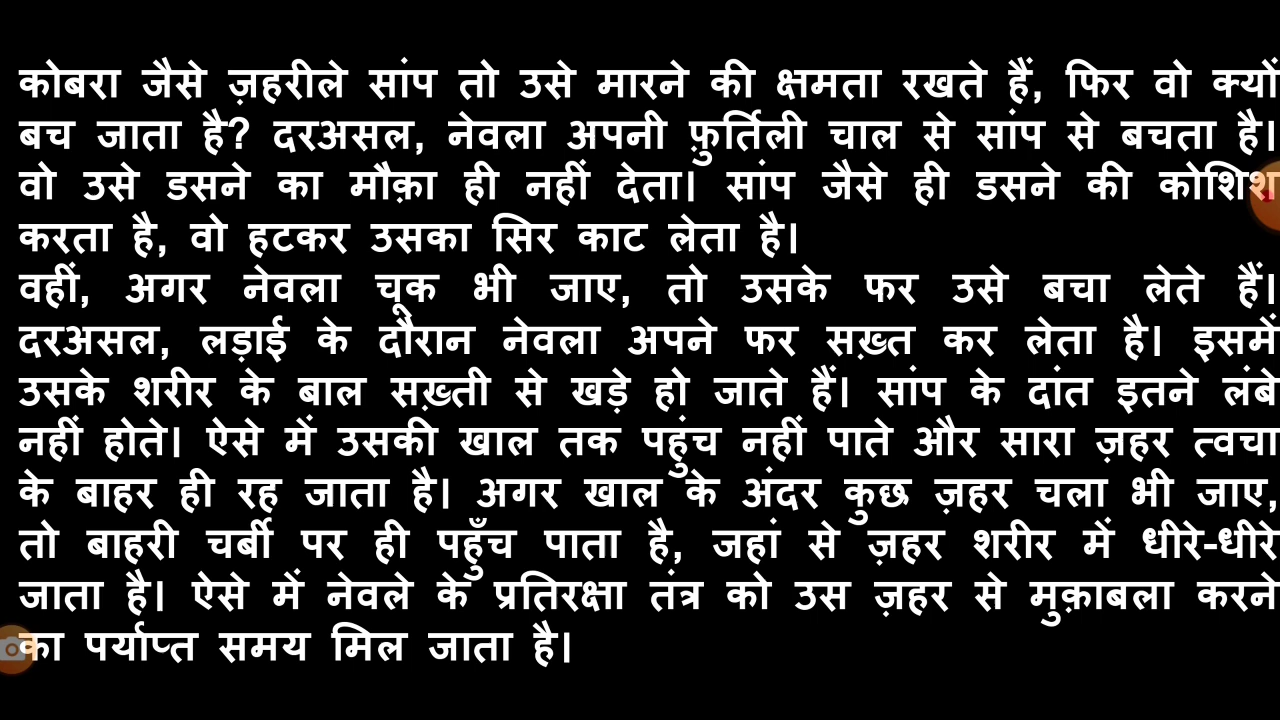 कोबरा जैसे ज़हरीले सांप तो उसे मारने की क्षमता रखते हैं, फिर वो क्यों
बच जाता है? दरअसल, नेवला अपनी फ़ुर्तिली चाल से सांप से बचता है।
वो उसे डसने का मौक़ा ही नहीं देता। सांप जैसे ही डसने की कोशिश
करता है, वो हटकर उसका सिर काट लेता है।
वहीं, अगर नेवला चूक भी जाए, तो उसके फर उसे बचा लेते हैं।
दरअसल, लड़ाई के दौरान नेवला अपने फर सख़्त कर लेता है। इसमें
उसके शरीर के बाल सख़्ती से खड़े हो जाते हैं। सांप के दांत इतने लंबे
नहीं होते। ऐसे में उसकी खाल तक पहुंच नहीं पाते और सारा ज़हर त्वचा
के बाहर ही रह जाता है। अगर खाल के अंदर कुछ ज़हर चला भी जाए,
तो बाहरी चर्बी पर ही पहुँच पाता है, जहां से ज़हर शरीर में धीरे-धीरे
जाता है। ऐसे में नेवले के प्रतिरक्षा तंत्र को उस ज़हर से मुक़ाबला करने
का पर्याप्त समय मिल जाता है।